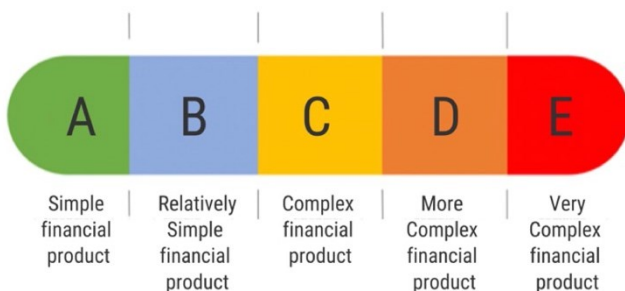 A B C D E
Simple
financial
product
Relatively
Simple
financial
product
Complex
financial
product
More
Complex
financial
product
Very
Complex
financial
product